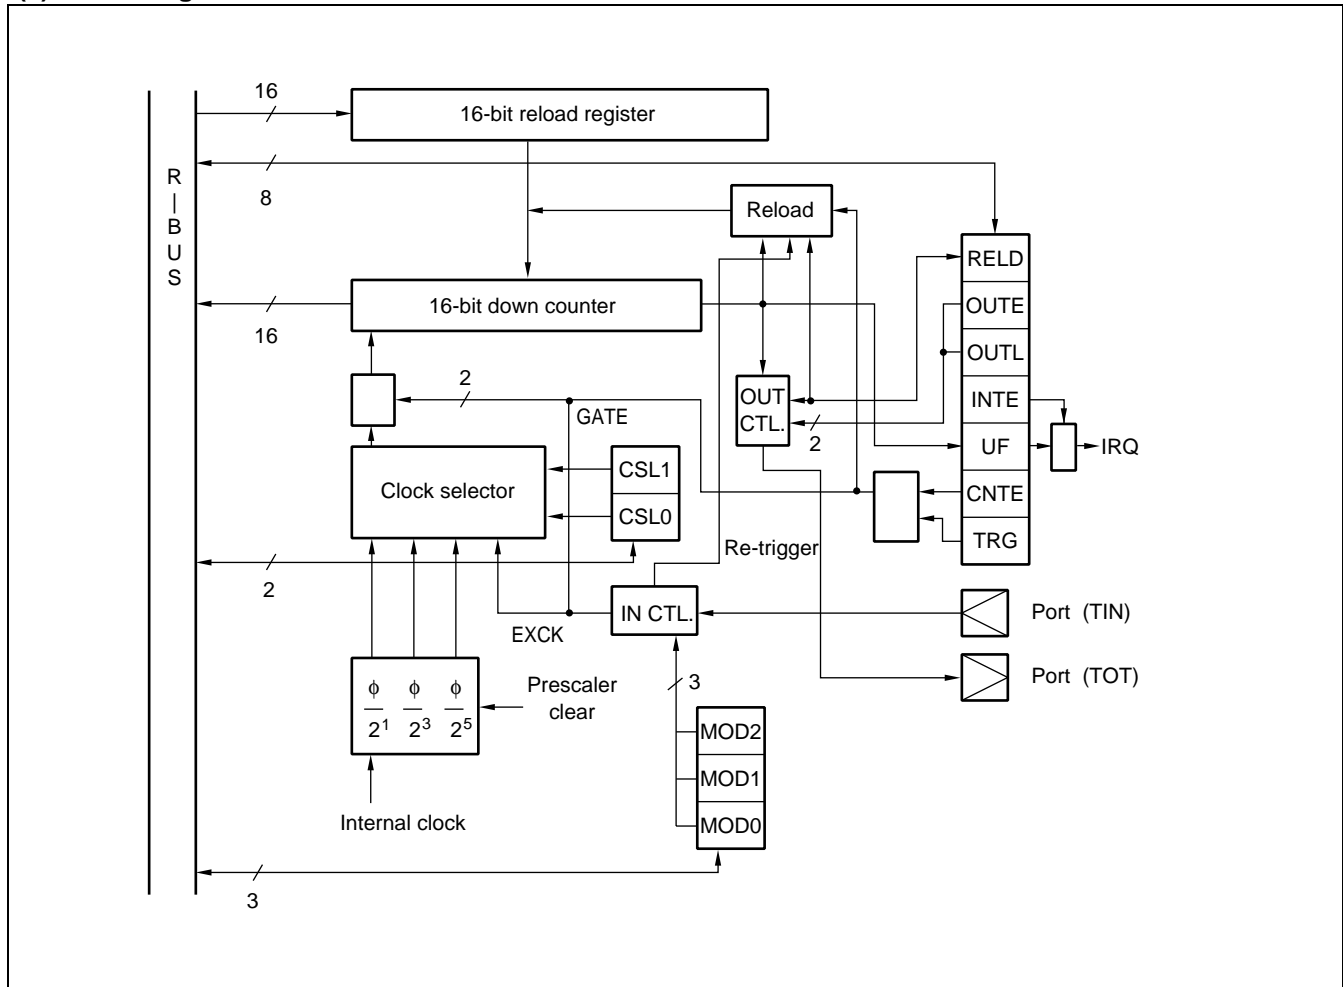 16
16-bit reload register
R
|
B
U
S
8
Reload
RELD
16-bit down counter
OUTE
16
OUTL
2
OUT
CTL.
INTE
GATE
2
UF
IRQ
CSL1
Clock selector
CNTE
CSL0
TRG
Re-trigger
2
IN CTL.
Port (TIN)
EXCK
Port (TOT)
ϕ ϕ ϕ
2¹ 2³ 2⁵
Prescaler
clear
3
MOD2
MOD1
MOD0
Internal clock
3